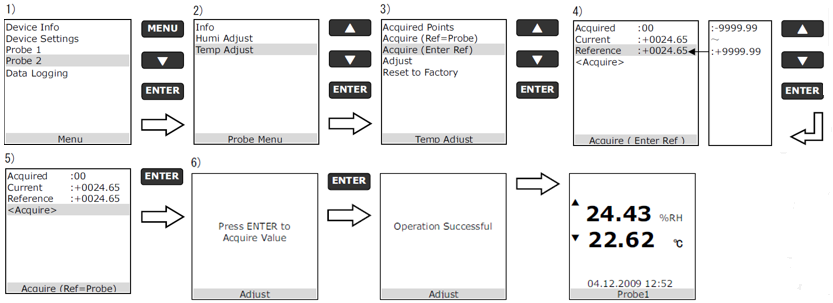 1)
Device Info
Device Settings
Probe 1
Probe 2
Data Logging
Menu
MENU
▼
ENTER
2)
Info
Humi Adjust
Temp Adjust
Probe Menu
▲
▼
ENTER
3)
Acquired Points
Acquire (Ref=Probe)
Acquire (Enter Ref)
Adjust
Reset to Factory
Temp Adjust
▲
▼
ENTER
4)
Acquired :00
Current :+0024.65
Reference :+0024.65
<Acquire>
Acquire ( Enter Ref )
:-9999.99
~
:+9999.99
▲
▼
ENTER
5)
Acquired :00
Current :+0024.65
Reference :+0024.65
<Acquire>
Acquire (Ref=Probe)
ENTER
6)
Press ENTER to
Acquire Value
Adjust
ENTER
Operation Successful
Adjust
▲ 24.43 %RH
▼ 22.62 ℃
04.12.2009 12:52
Probe1